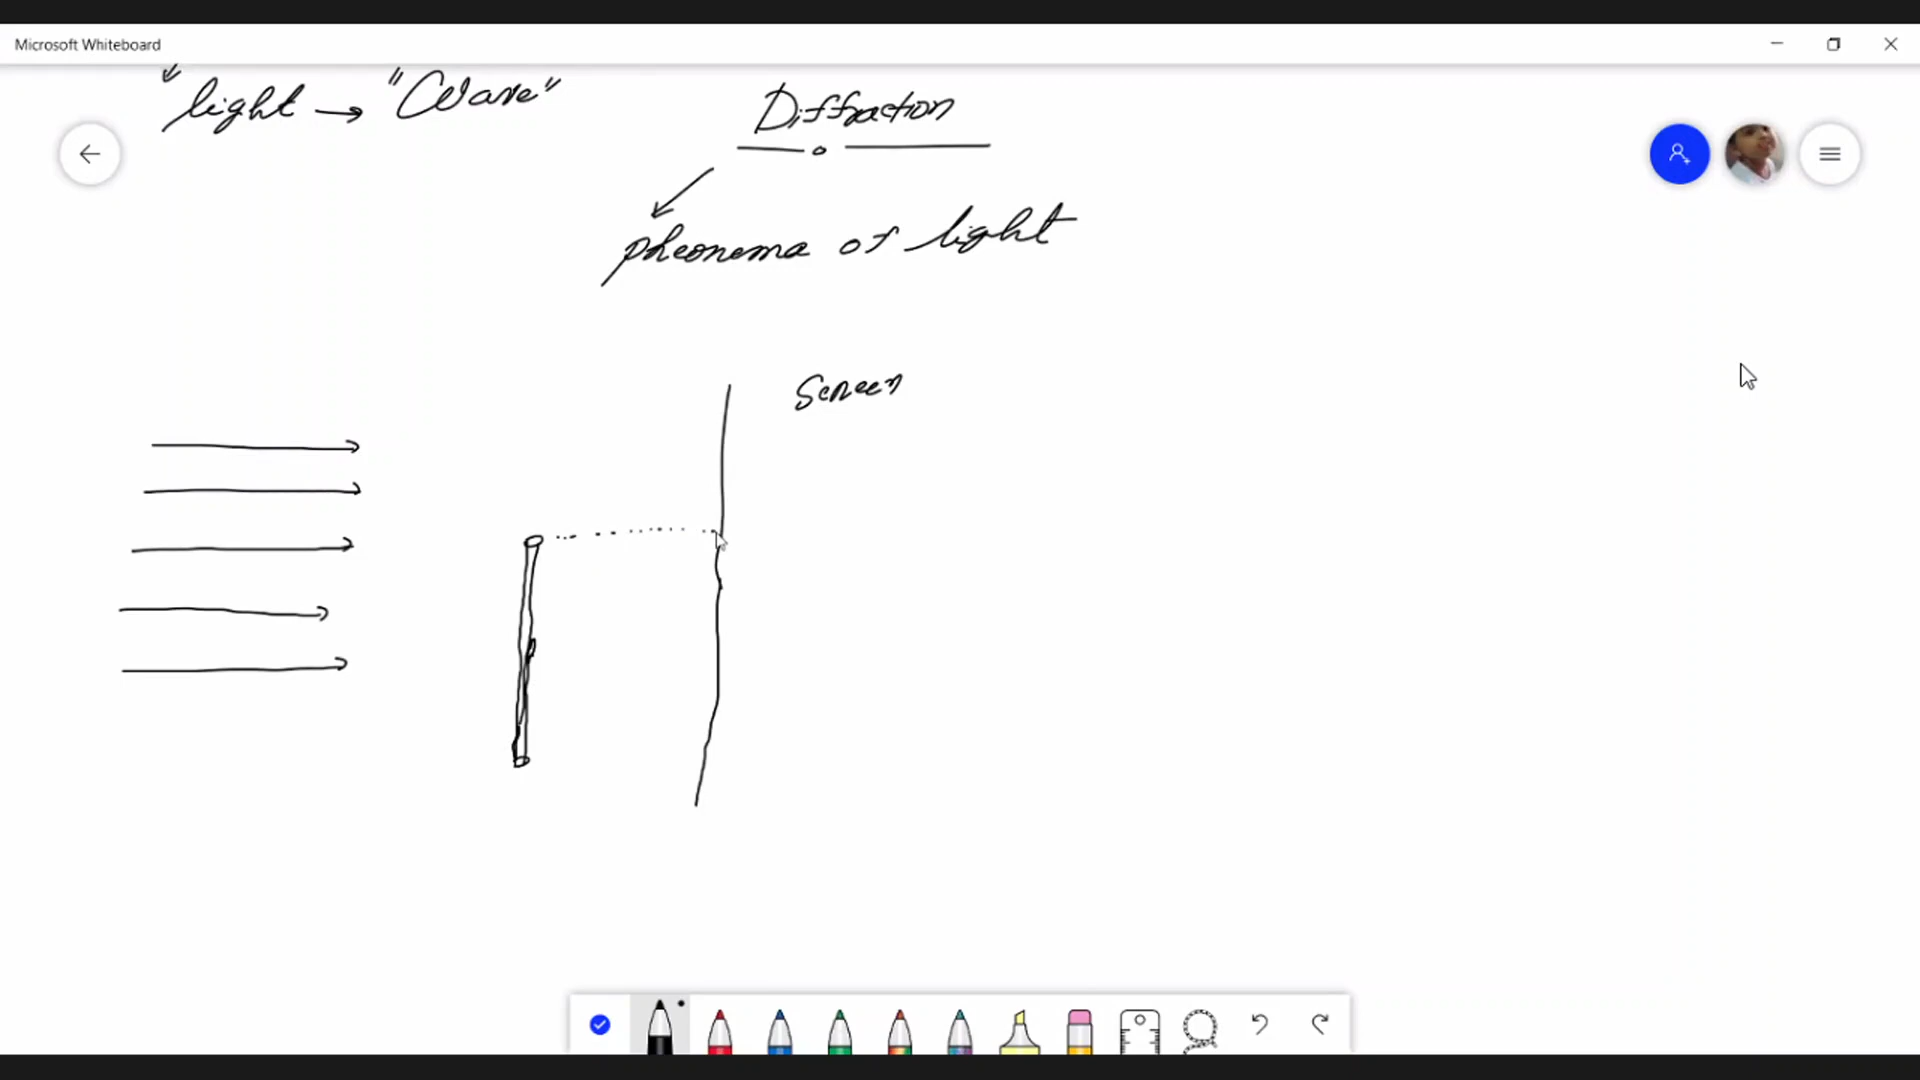 Microsoft Whiteboard
light → "Wave"
Diffraction
pheonema of light
Screen